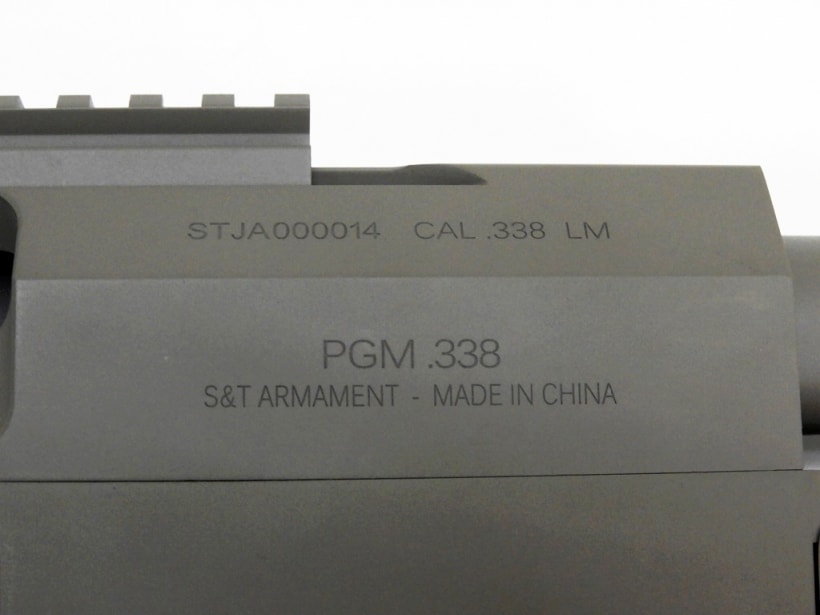 STJA000014 CAL .338 LM
PGM .338
S&T ARMAMENT - MADE IN CHINA